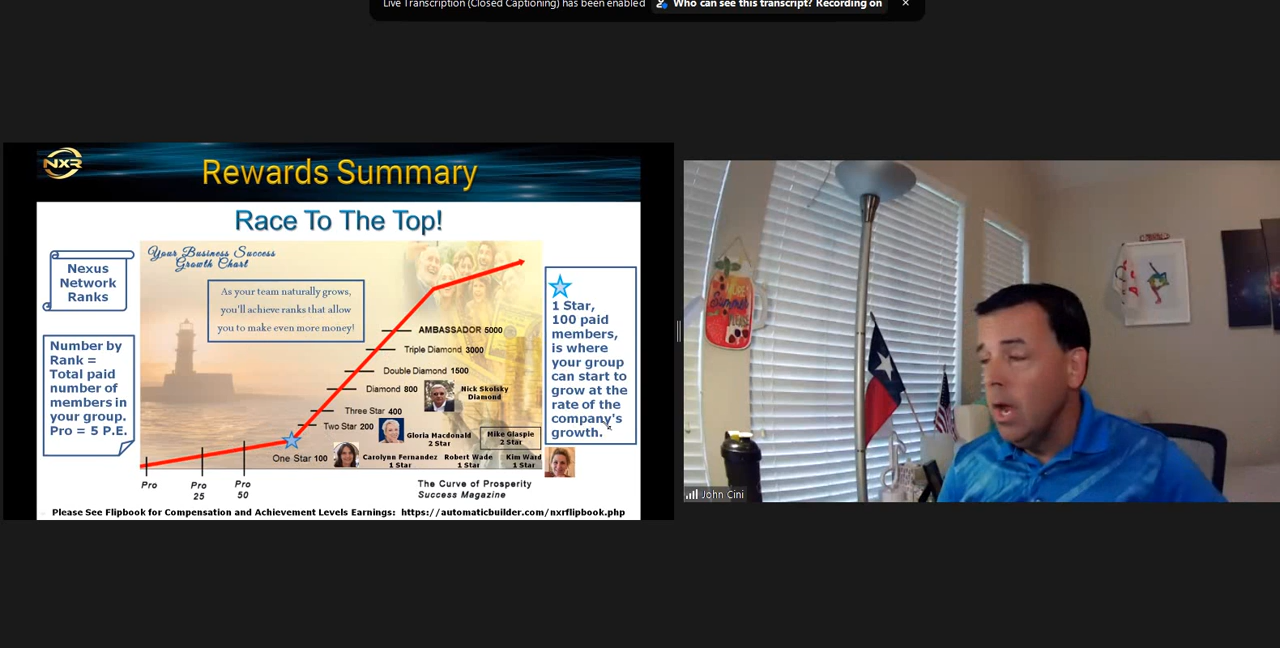 Live Transcription (Closed Captioning) has been enabled
Who can see this transcript? Recording on
NXR
Rewards Summary
Race To The Top!
Nexus
Network
Ranks
Number by
Rank =
Total paid
number of
members in
your group.
Pro = 5 P.E.
Your Business Success
Growth Chart
As your team naturally grows,
you'll achieve ranks that allow
you to make even more money!
AMBASSADOR 5000
Triple Diamond 3000
Double Diamond 1500
Diamond 800
Nick Skolsky
Diamond
Three Star 400
Two Star 200
Gloria Macdonald
2 Star
Mike Glaspie
2 Star
One Star 100
Carolynn Fernandez
1 Star
Robert Wade
1 Star
Kim Ward
1 Star
Pro
Pro
25
Pro
50
The Curve of Prosperity
Success Magazine
1 Star,
100 paid
members,
is where
your group
can start to
grow at the
rate of the
company's
growth.
Please See Flipbook for Compensation and Achievement Levels Earnings: https://automaticbuilder.com/nxrflipbook.php
John Cini